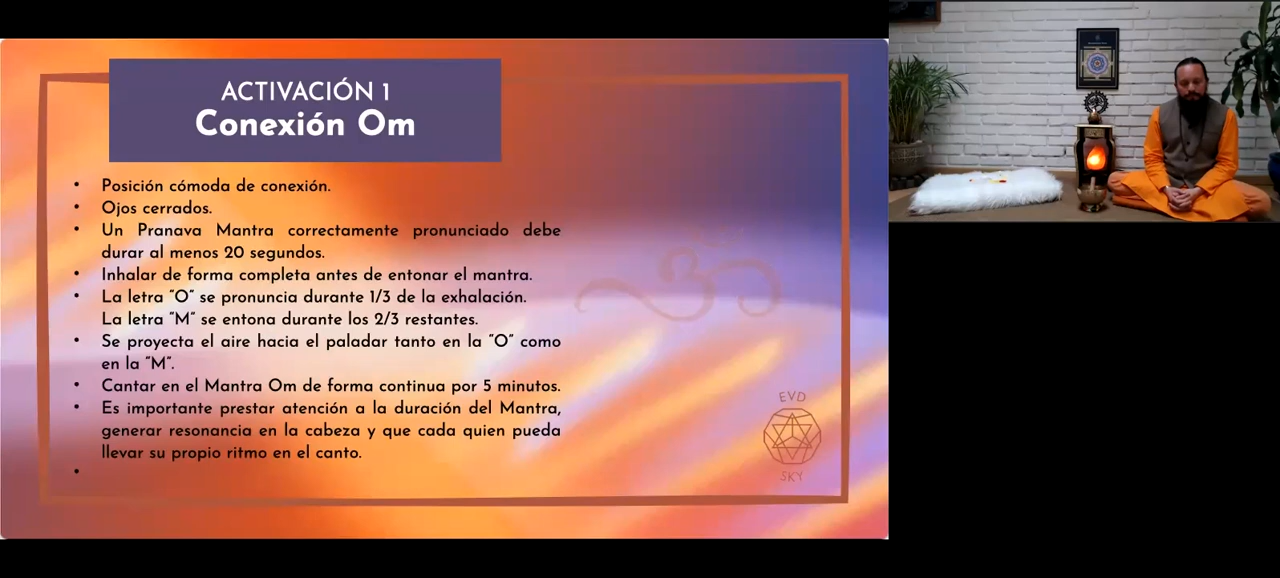 ACTIVACIÓN 1
Conexión Om
• Posición cómoda de conexión.
• Ojos cerrados.
• Un Pranava Mantra correctamente pronunciado debe
durar al menos 20 segundos.
• Inhalar de forma completa antes de entonar el mantra.
• La letra “O” se pronuncia durante 1/3 de la exhalación.
La letra “M” se entona durante los 2/3 restantes.
• Se proyecta el aire hacia el paladar tanto en la “O” como
en la “M”.
• Cantar en el Mantra Om de forma continua por 5 minutos.
• Es importante prestar atención a la duración del Mantra,
generar resonancia en la cabeza y que cada quien pueda
llevar su propio ritmo en el canto.
•
EVD
SKY